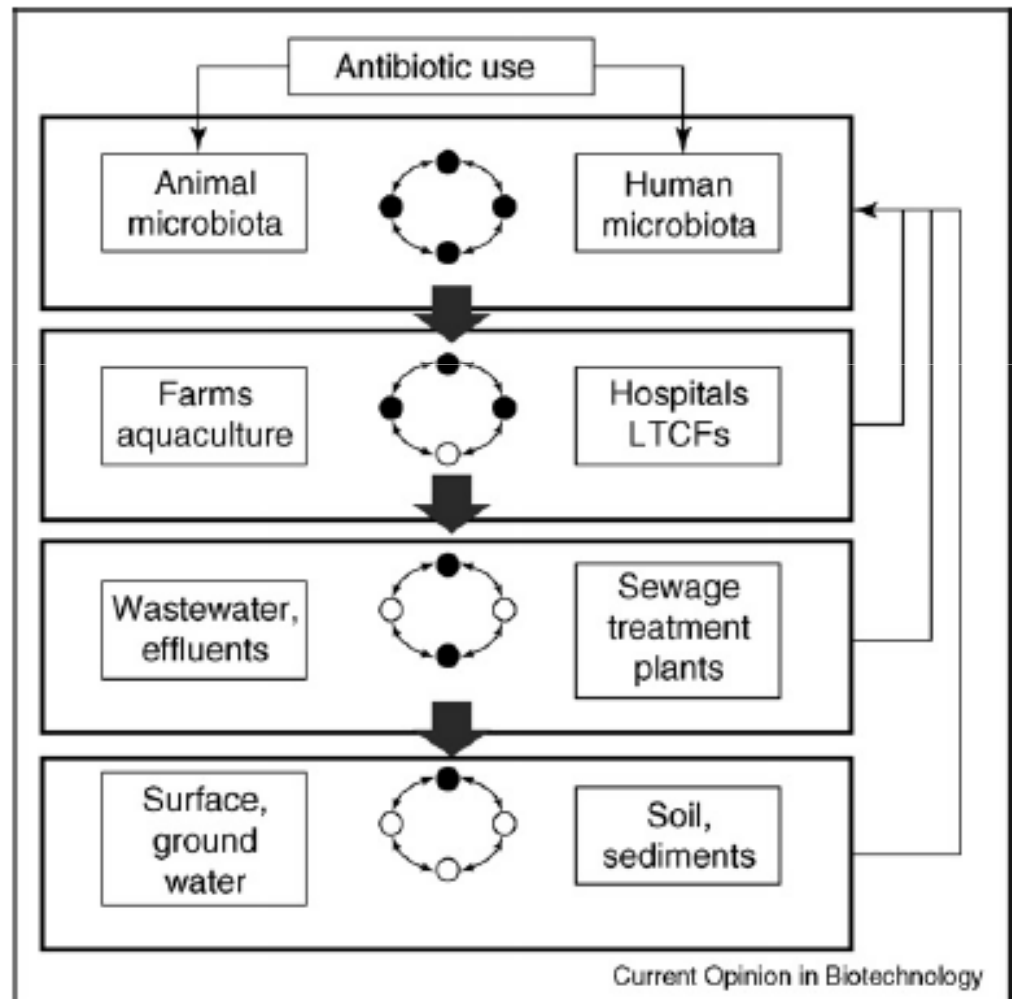 Antibiotic use
Animal
microbiota
Human
microbiota
Farms
aquaculture
Hospitals
LTCFs
Wastewater,
effluents
Sewage
treatment
plants
Surface,
ground
water
Soil,
sediments
Current Opinion in Biotechnology